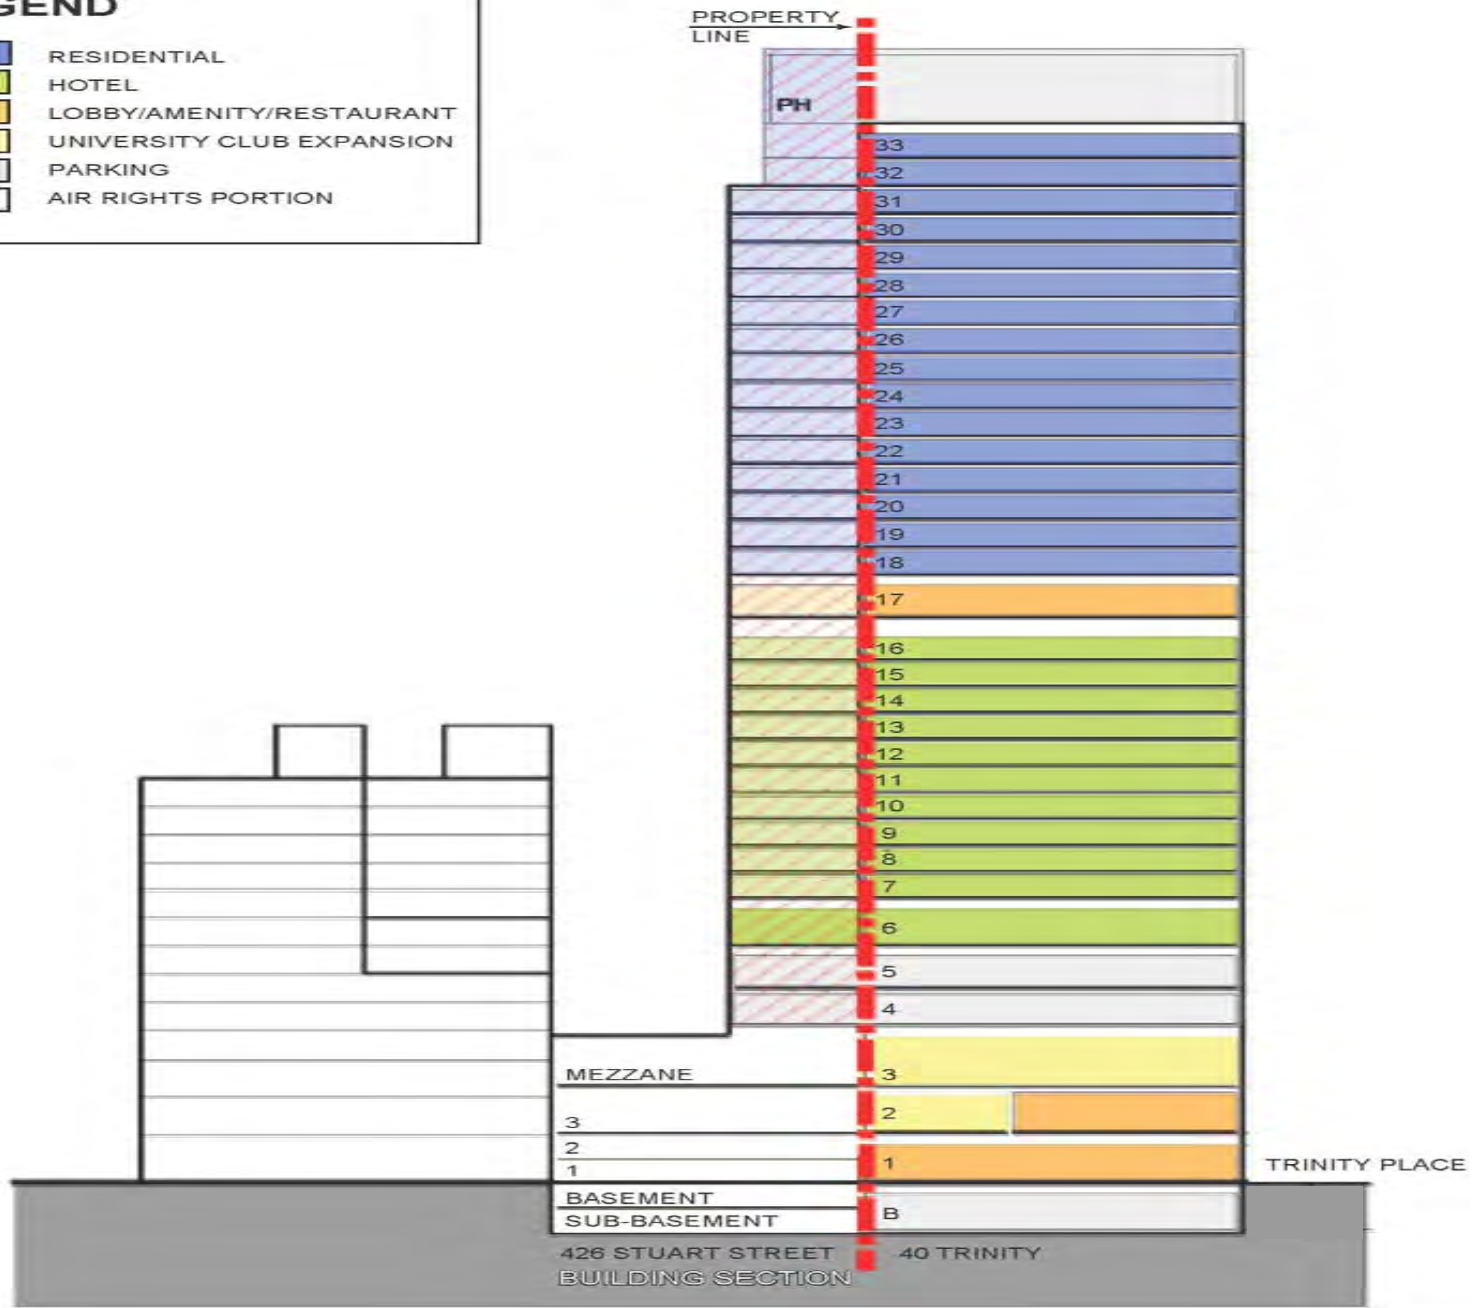 GEND
RESIDENTIAL
HOTEL
LOBBY/AMENITY/RESTAURANT
UNIVERSITY CLUB EXPANSION
PARKING
AIR RIGHTS PORTION
PROPERTY
LINE
PH
33
32
31
30
29
28
27
26
25
24
23
22
21
20
19
18
17
16
15
14
13
12
11
10
9
8
7
6
5
4
MEZZANE
3
3
2
2
1
1
TRINITY PLACE
BASEMENT
SUB-BASEMENT
B
426 STUART STREET
40 TRINITY
BUILDING SECTION